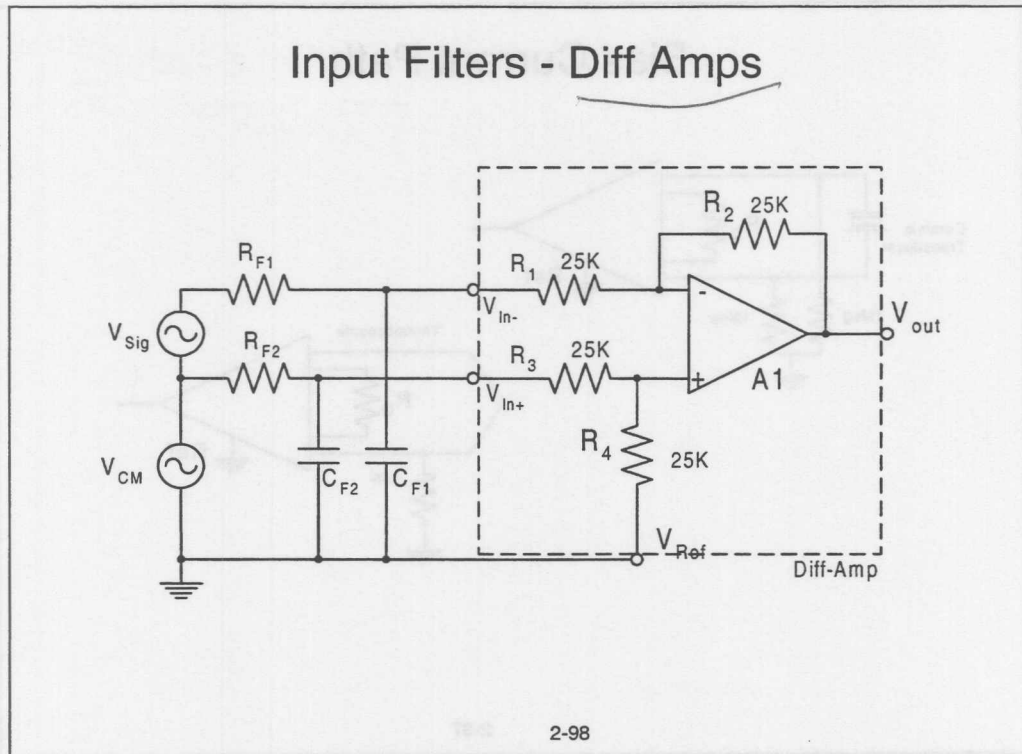 Input Filters - Diff Amps
R2 25K
RF1
R1 25K
VIn-
-
Vout
VSig
RF2
R3 25K
VIn+
+
A1
R4 25K
VCM
CF2
CF1
VRef
Diff-Amp
2-98